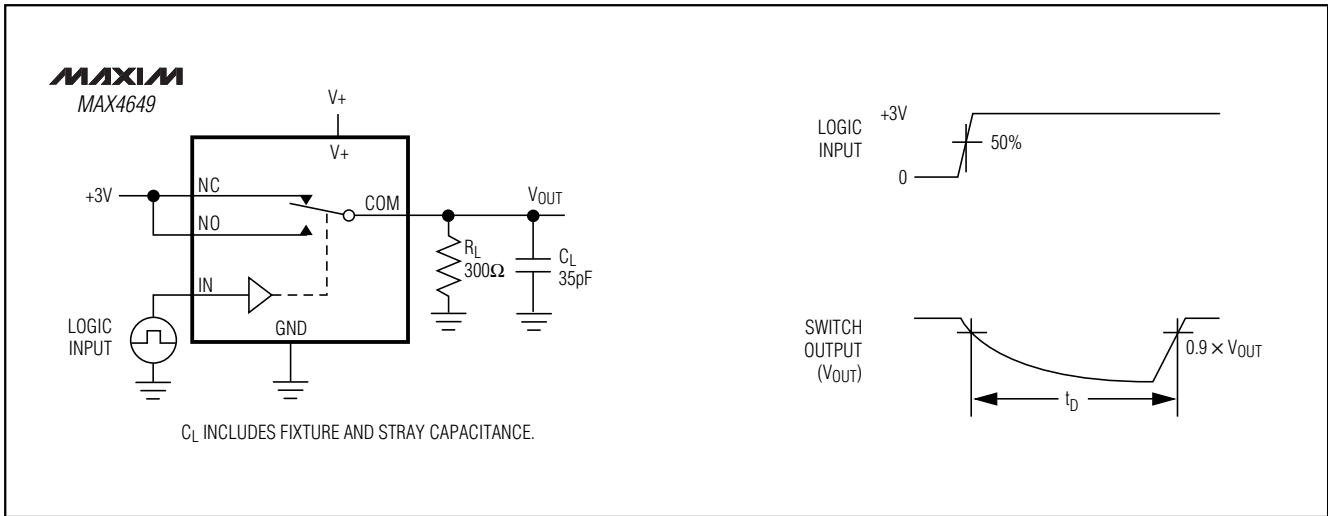 MAXIM
MAX4649
V+
V+
+3V
NC
NO
COM
VOUT
RL
300Ω
CL
35pF
IN
LOGIC
INPUT
GND
CL INCLUDES FIXTURE AND STRAY CAPACITANCE.
LOGIC
INPUT
+3V
50%
0
SWITCH
OUTPUT
(VOUT)
0.9 × VOUT
tD